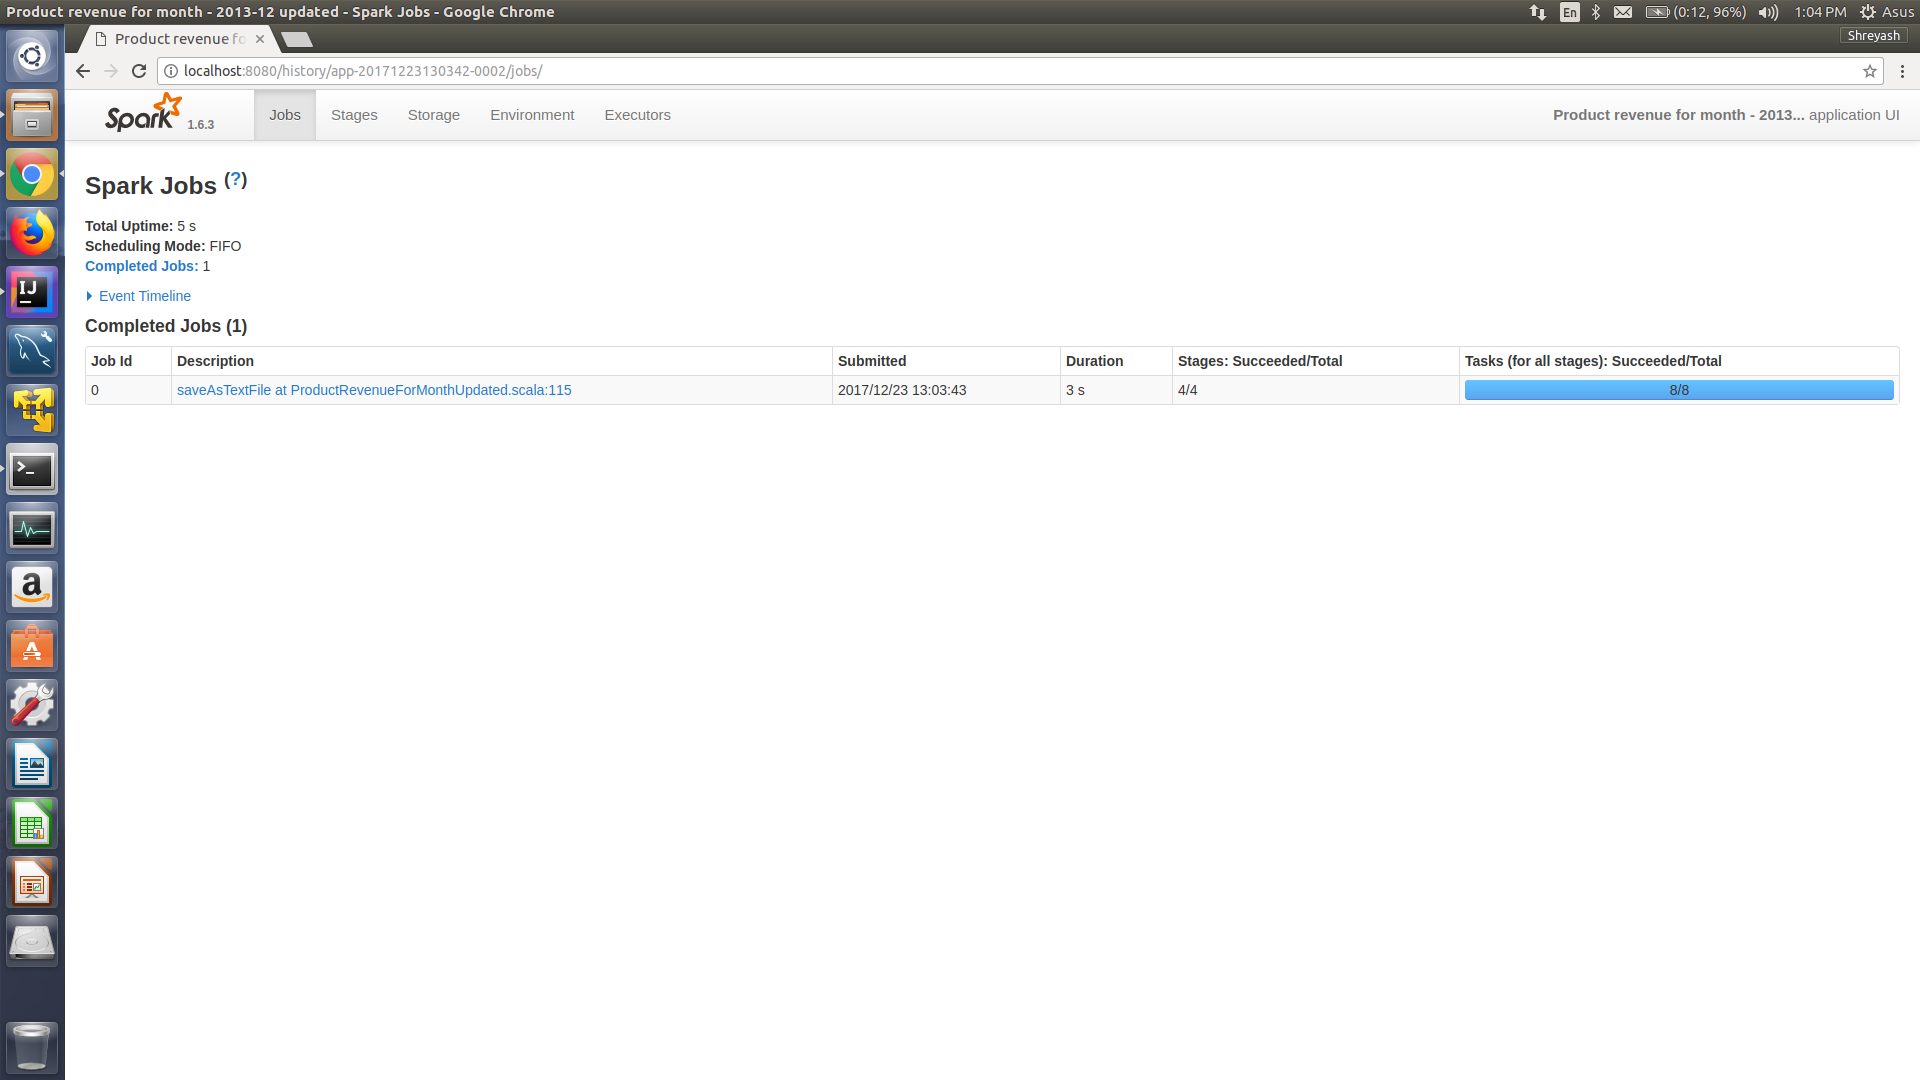 Product revenue for month - 2013-12 updated - Spark Jobs - Google Chrome
En (0:12, 96%) 1:04 PM Asus
Product revenue fo
Shreyash
localhost:8080/history/app-20171223130342-0002/jobs/
Spark 1.6.3 Jobs Stages Storage Environment Executors Product revenue for month - 2013... application UI
Spark Jobs (?)
Total Uptime: 5 s
Scheduling Mode: FIFO
Completed Jobs: 1
Event Timeline
Completed Jobs (1)
Job Id Description Submitted Duration Stages: Succeeded/Total Tasks (for all stages): Succeeded/Total
0 saveAsTextFile at ProductRevenueForMonthUpdated.scala:115 2017/12/23 13:03:43 3 s 4/4 8/8
IJ
a